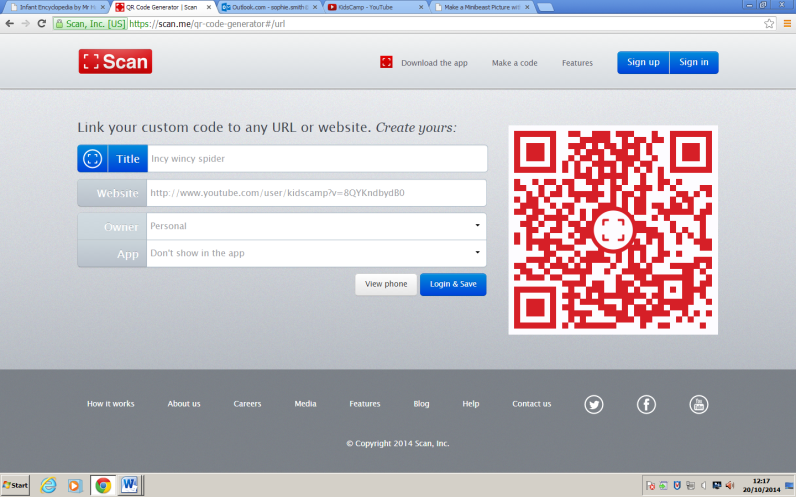 Infant Encyclopedia by Mr H
QR Code Generator | Scan
Outlook.com - sophie.smith
KidsCamp - YouTube
Make a Minibeast Picture wit
Scan, Inc. [US] https://scan.me/qr-code-generator#/url
Scan
Download the app
Make a code
Features
Sign up
Sign in
Link your custom code to any URL or website. Create yours:
Title
Incy wincy spider
Website
http://www.youtube.com/user/kidscamp?v=8QYKndbydB0
Owner
Personal
App
Don't show in the app
View phone
Login & Save
How it works
About us
Careers
Media
Features
Blog
Help
Contact us
You Tube
© Copyright 2014 Scan, Inc.
Start
12:17
20/10/2014